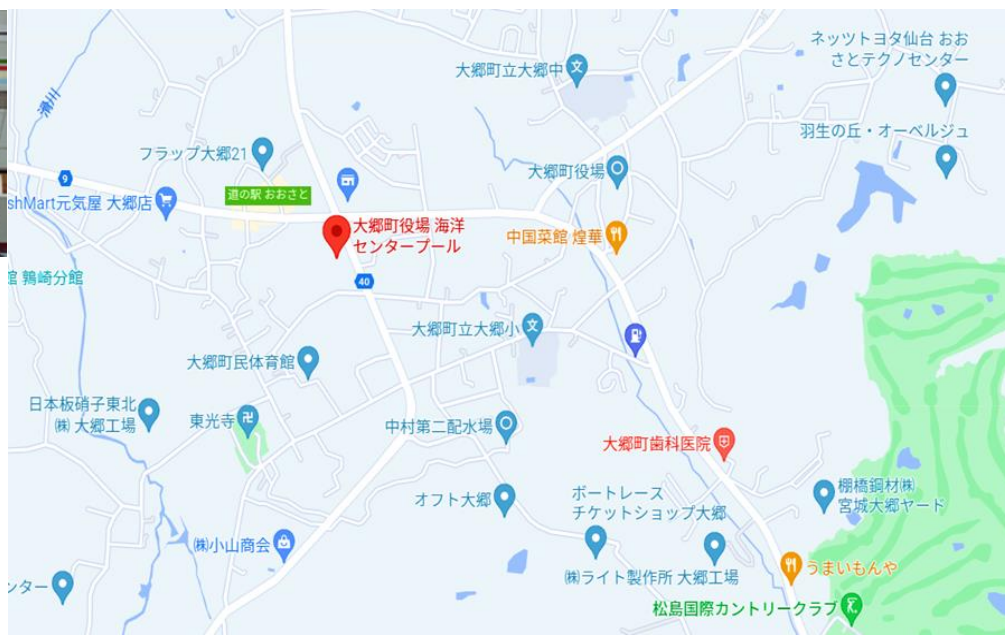 ネッツトヨタ仙台 おお
さとテクノセンター
大郷町立大郷中
滑川
羽生の丘・オーベルジュ
フラップ大郷21
大郷町役場
9
道の駅 おおさと
shMart元気屋 大郷店
大郷町役場 海洋
センタープール
中国菜館 煌華
館 鶉崎分館
40
大郷町立大郷小
大郷町民体育館
日本板硝子東北
㈱ 大郷工場
東光寺
中村第二配水場
大郷町歯科医院
オフト大郷
ボートレース
チケットショップ大郷
棚橋鋼材㈱
宮城大郷ヤード
㈱小山商会
㈱ライト製作所 大郷工場
うまいもんや
ンター
松島国際カントリークラブ